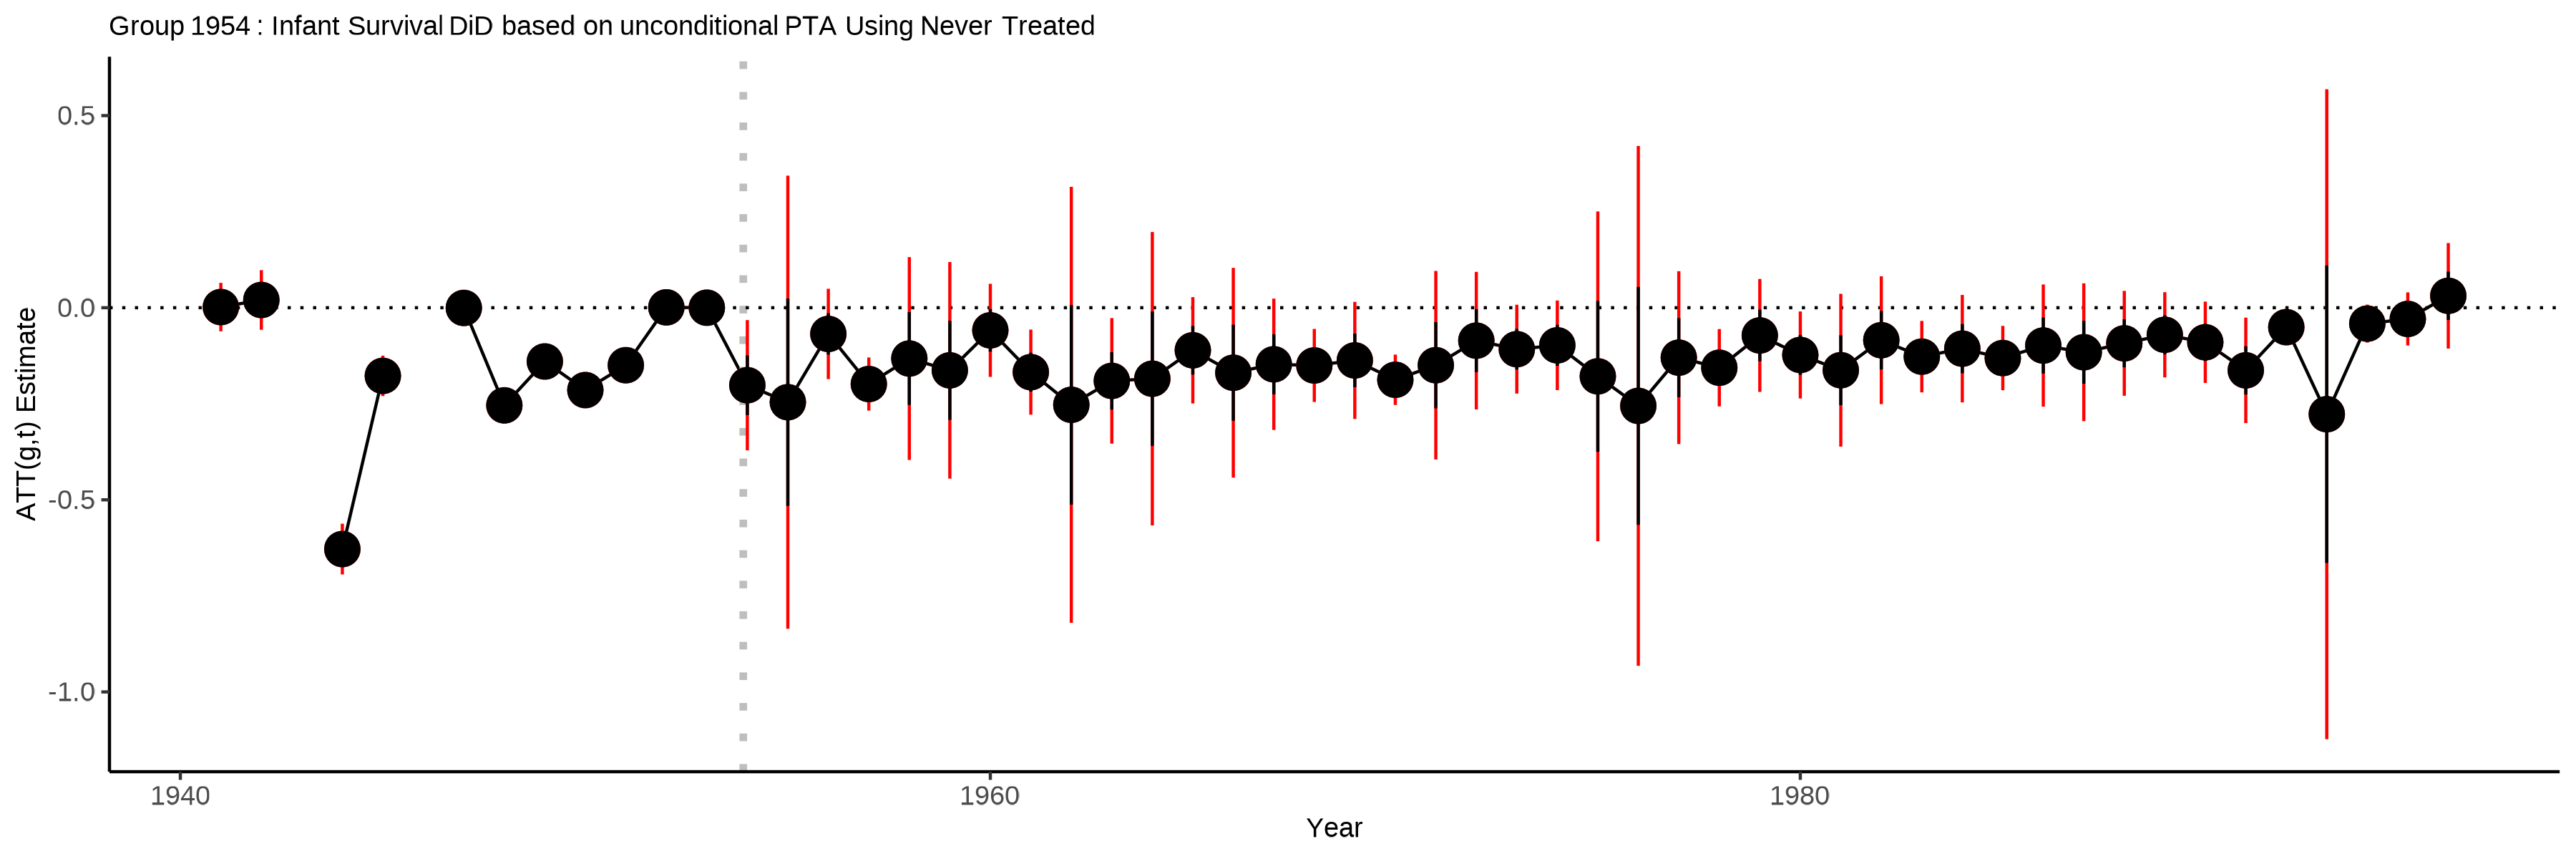 Group 1954 : Infant Survival DiD based on unconditional PTA Using Never Treated
ATT(g,t) Estimate
0.5
0.0
-0.5
-1.0
1940
1960
1980
Year